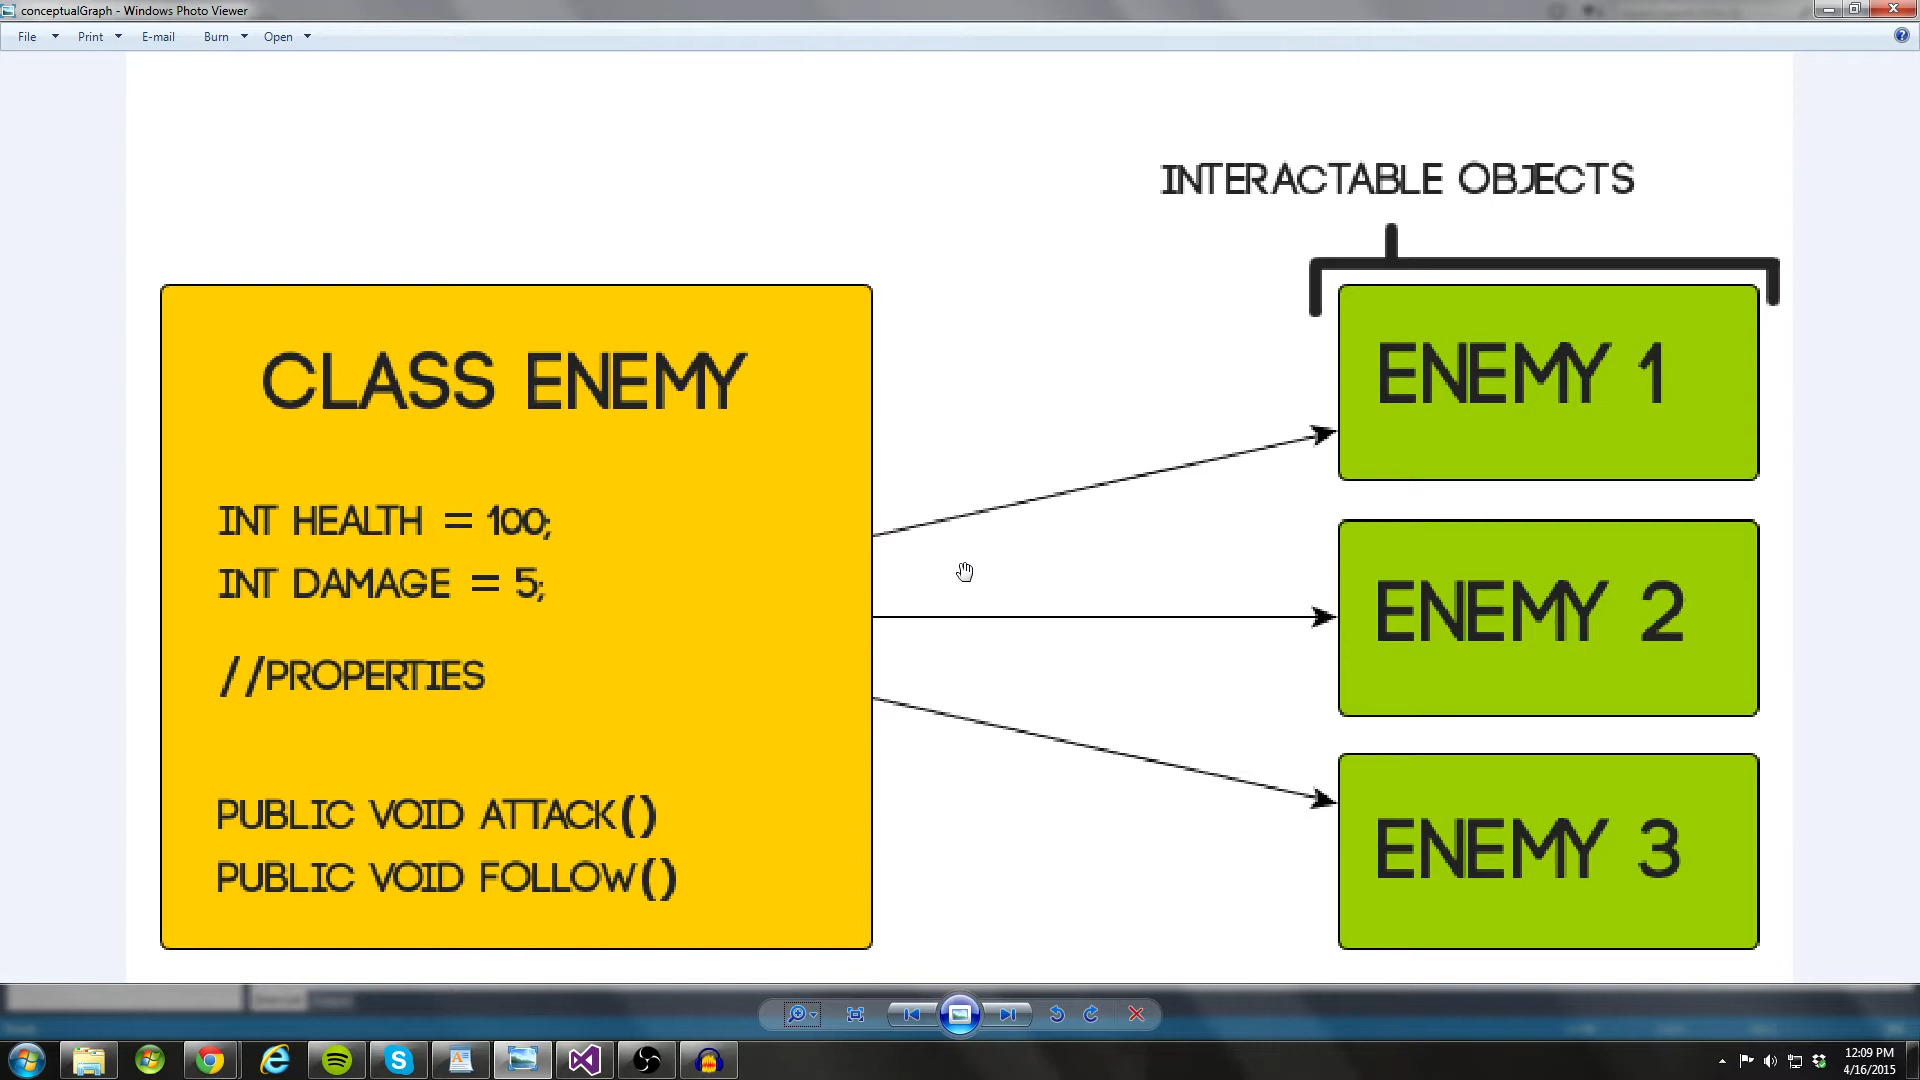 conceptualGraph - Windows Photo Viewer
File Print E-mail Burn Open
INTERACTABLE OBJECTS
CLASS ENEMY
INT HEALTH = 100;
INT DAMAGE = 5;
//PROPERTIES
PUBLIC VOID ATTACK()
PUBLIC VOID FOLLOW()
ENEMY 1
ENEMY 2
ENEMY 3
12:09 PM
4/16/2015